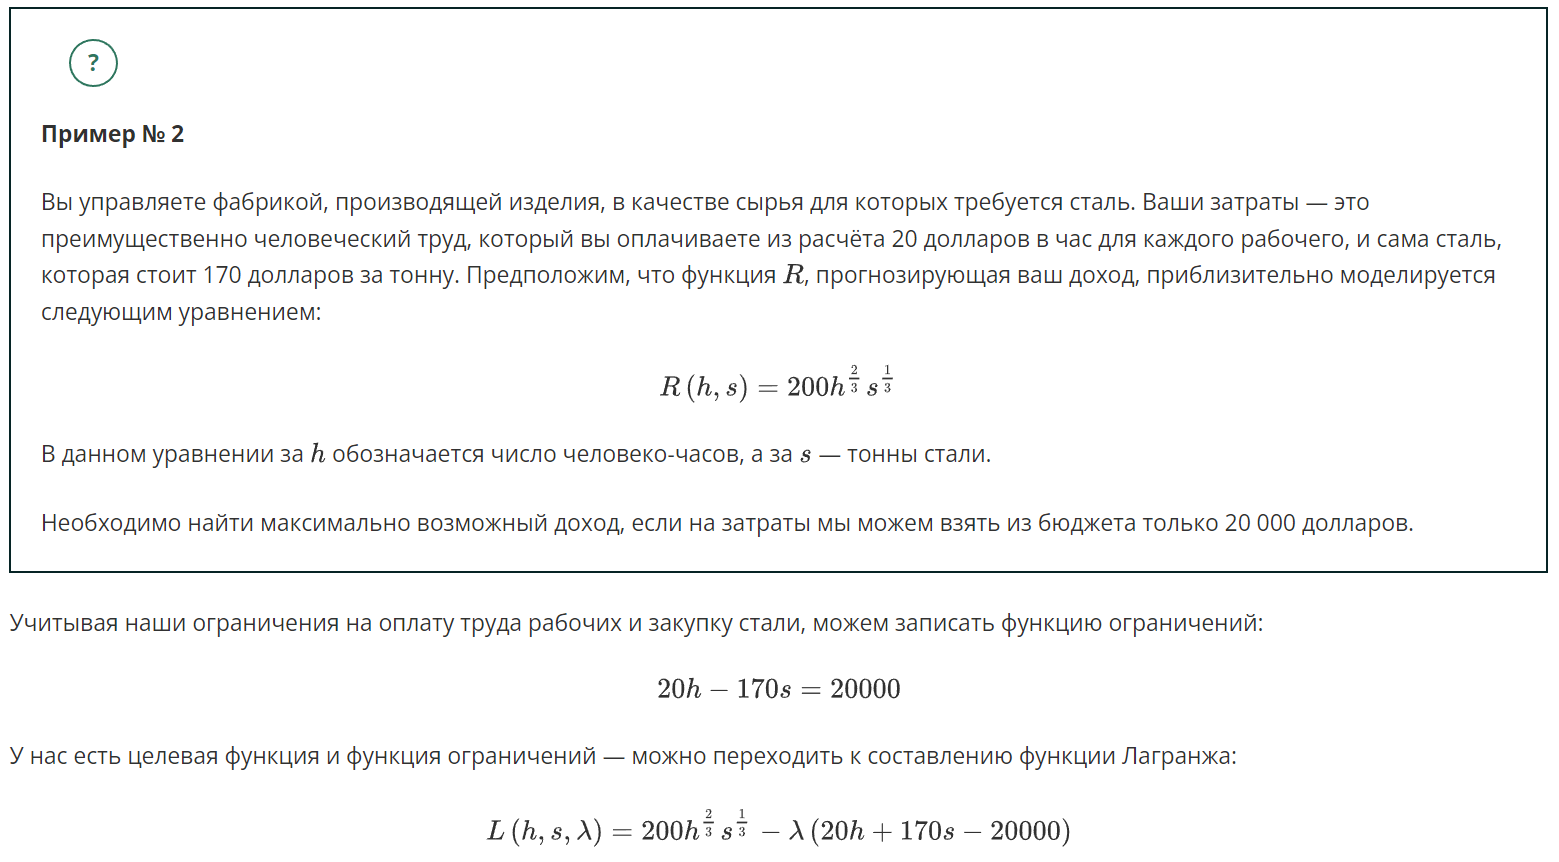 ?
Пример № 2
Вы управляете фабрикой, производящей изделия, в качестве сырья для которых требуется сталь. Ваши затраты — это
преимущественно человеческий труд, который вы оплачиваете из расчёта 20 долларов в час для каждого рабочего, и сама сталь,
которая стоит 170 долларов за тонну. Предположим, что функция R, прогнозирующая ваш доход, приблизительно моделируется
следующим уравнением:
R (h, s) = 200h^{\frac{2}{3}} s^{\frac{1}{3}}
В данном уравнении за h обозначается число человеко-часов, а за s — тонны стали.
Необходимо найти максимально возможный доход, если на затраты мы можем взять из бюджета только 20 000 долларов.
Учитывая наши ограничения на оплату труда рабочих и закупку стали, можем записать функцию ограничений:
20h − 170s = 20000
У нас есть целевая функция и функция ограничений — можно переходить к составлению функции Лагранжа:
L (h, s, λ) = 200h^{\frac{2}{3}} s^{\frac{1}{3}} − λ (20h + 170s − 20000)